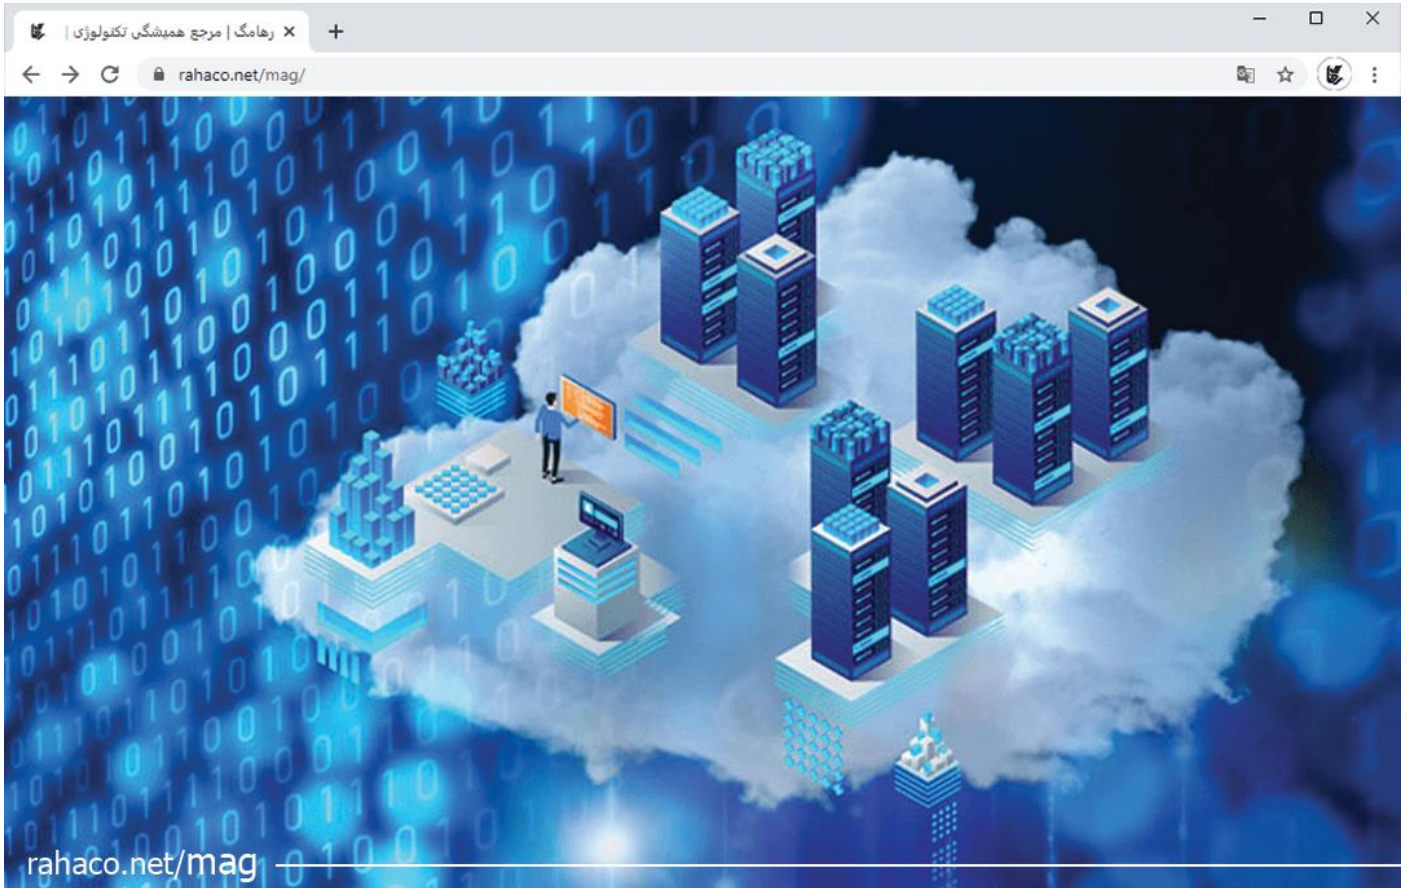 رهامگ | مرجع همیشگی تکنولوژی |
rahaco.net/mag/
rahaco.net/mag